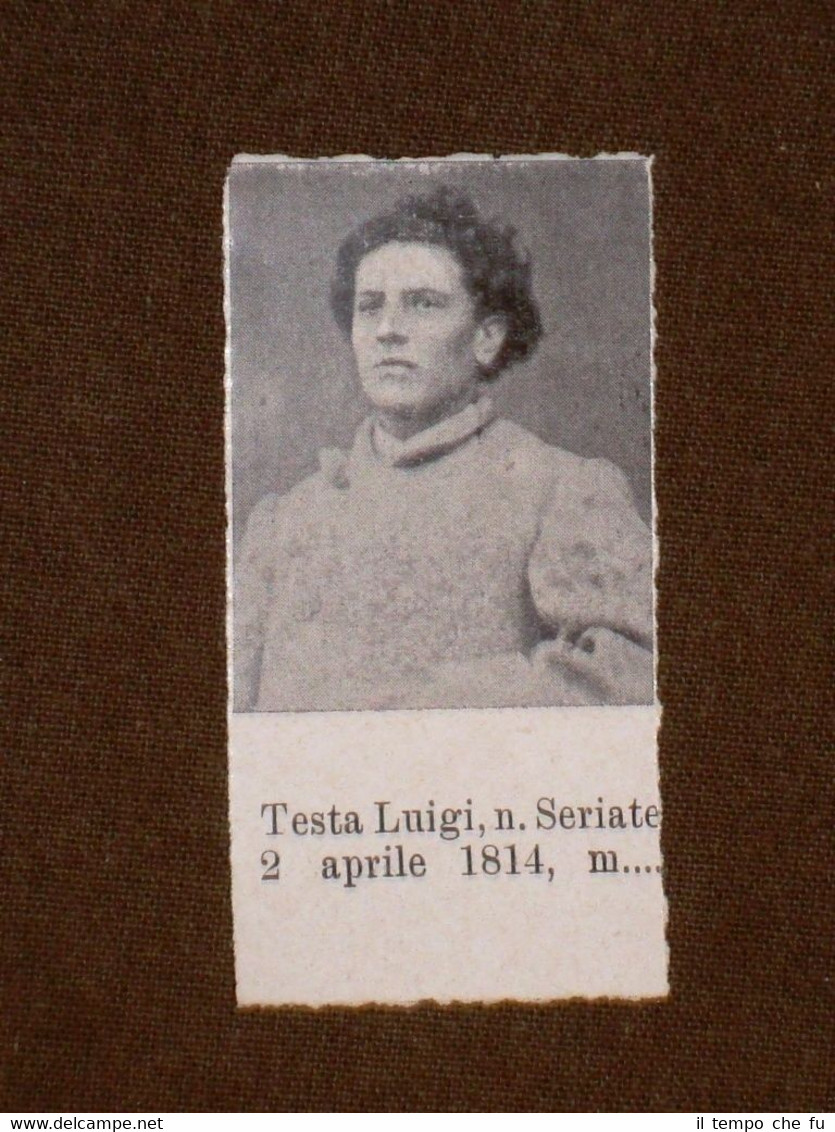 Testa Luigi, n. Seriate
2 aprile 1814, m....
www.delcampe.net
il tempo che fu